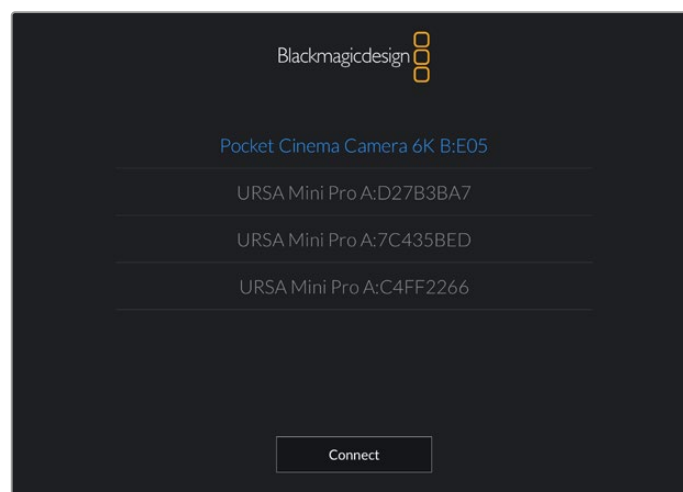 Blackmagicdesign
Pocket Cinema Camera 6K B:E05
URSA Mini Pro A:D27B3BA7
URSA Mini Pro A:7C435BED
URSA Mini Pro A:C4FF2266
Connect